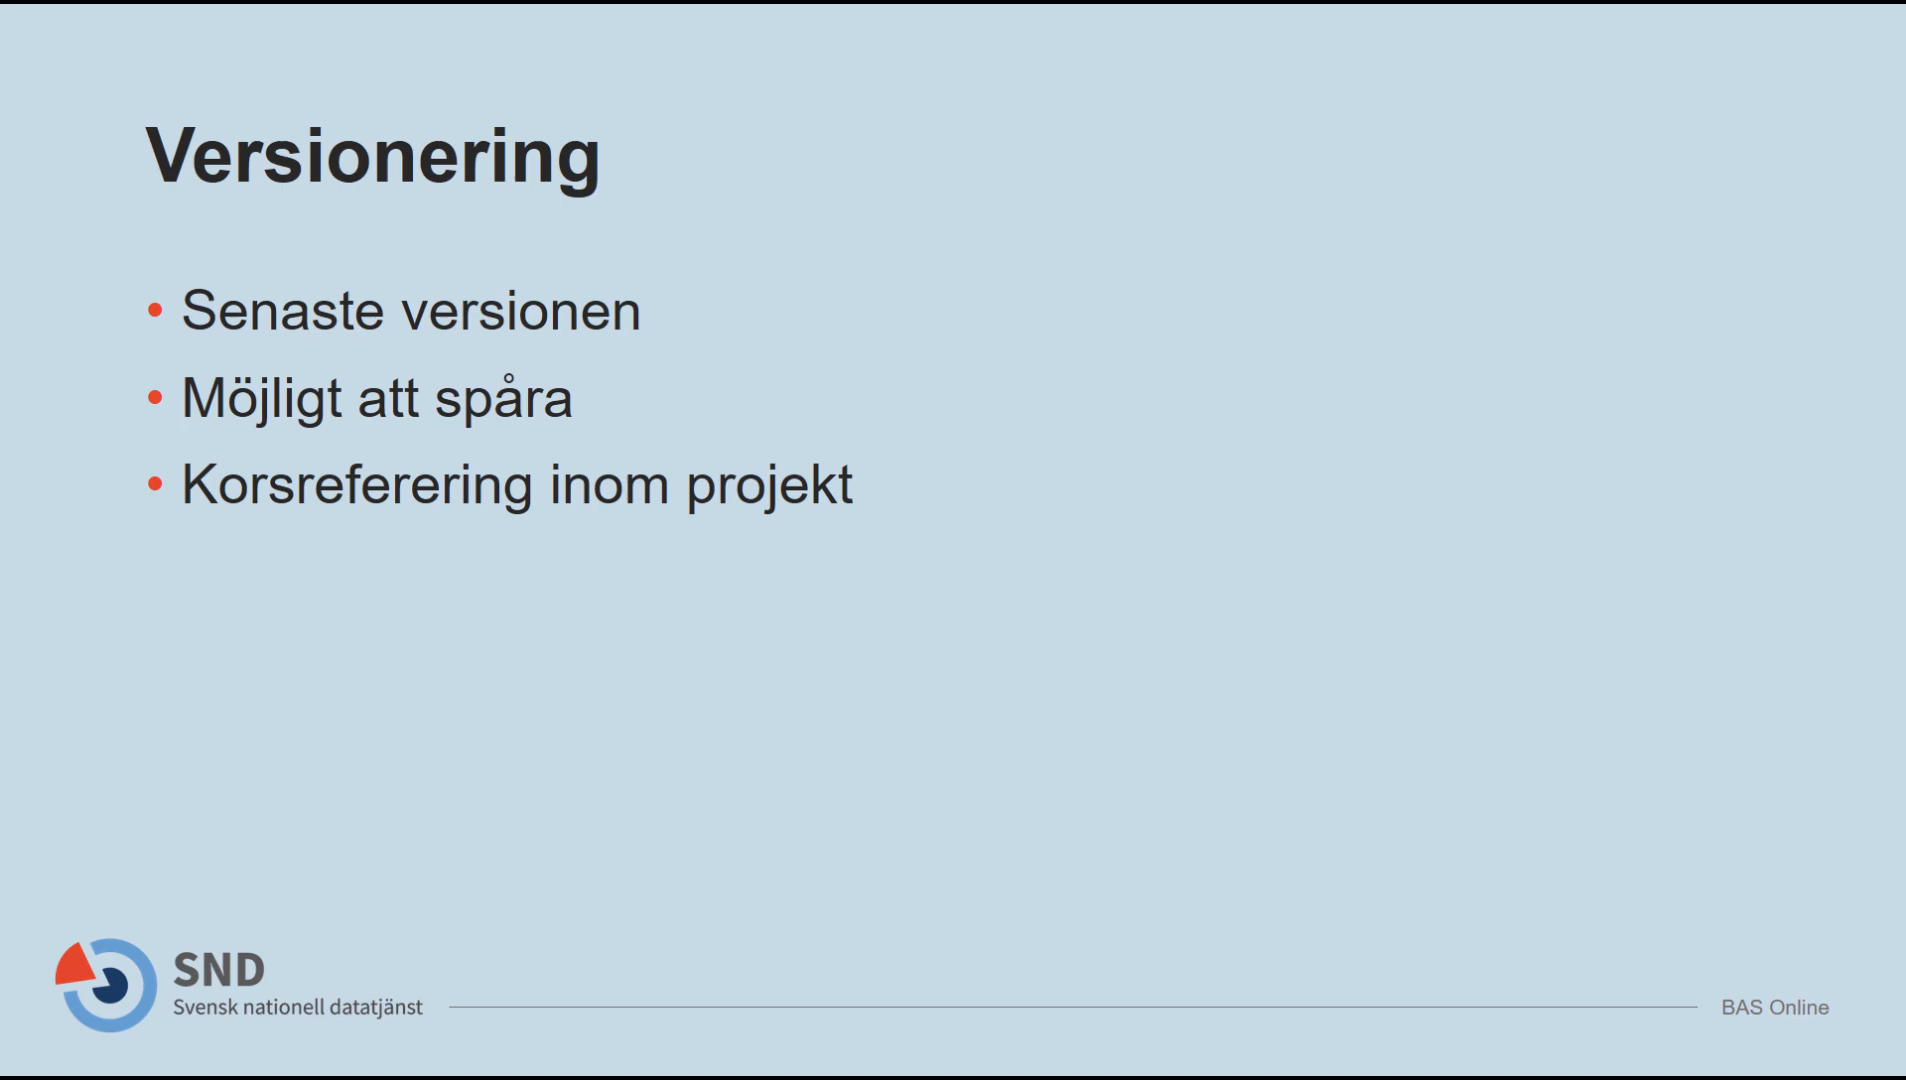 Versionering
• Senaste versionen
• Möjligt att spåra
• Korsreferering inom projekt
SND
Svensk nationell datatjänst
BAS Online